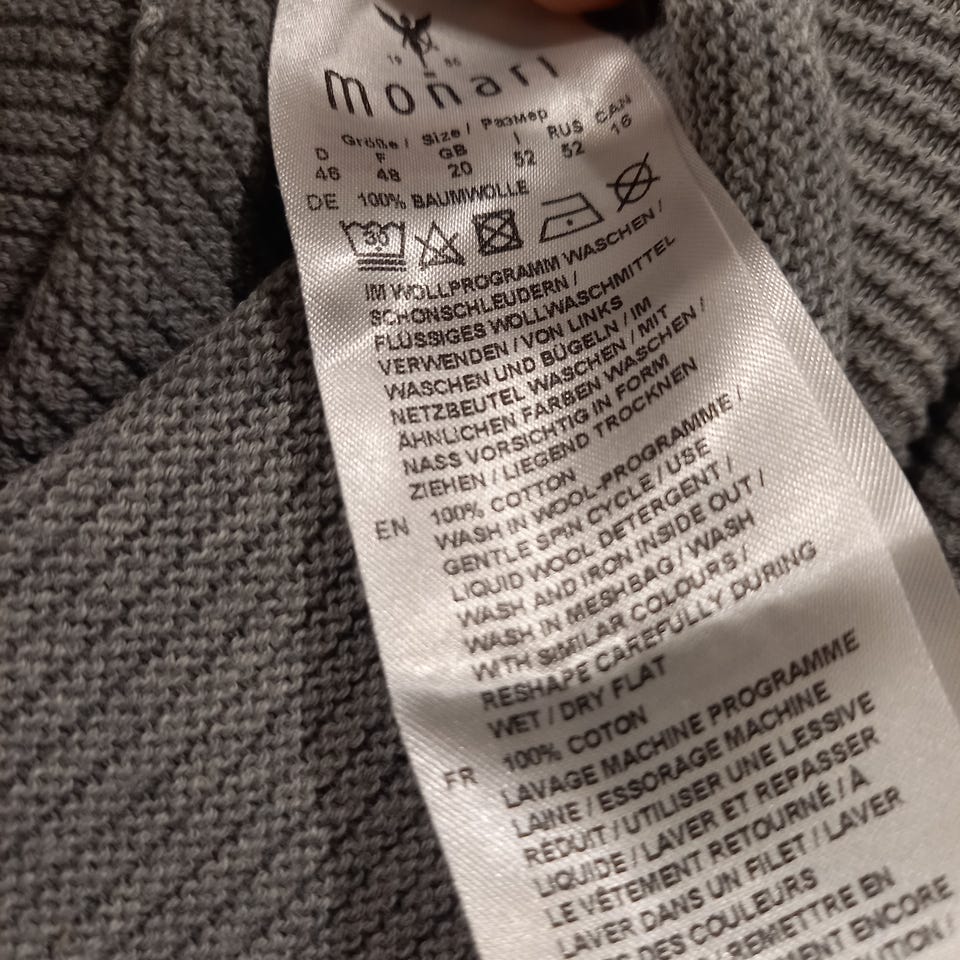 19 86
monari
Größe / Size / Размер
D F GB I RUS CAN
46 48 20 52 52 16
DE 100% BAUMWOLLE
30
IM WOLLPROGRAMM WASCHEN /
SCHONSCHLEUDERN /
FLÜSSIGES WOLLWASCHMITTEL
VERWENDEN / VON LINKS
WASCHEN UND BÜGELN / IM
NETZBEUTEL WASCHEN / MIT
ÄHNLICHEN FARBEN WASCHEN /
NASS VORSICHTIG IN FORM
ZIEHEN / LIEGEND TROCKNEN
EN 100% COTTON
WASH IN WOOL-PROGRAMME /
GENTLE SPIN CYCLE / USE
LIQUID WOOL DETERGENT /
WASH AND IRON INSIDE OUT /
WASH IN MESHBAG / WASH
WITH SIMILAR COLOURS /
RESHAPE CAREFULLY DURING
WET / DRY FLAT
FR 100% COTON
LAVAGE MACHINE PROGRAMME
LAINE / ESSORAGE MACHINE
RÉDUIT / UTILISER UNE LESSIVE
LIQUIDE / LAVER ET REPASSER
LE VÊTEMENT RETOURNÉ / À
LAVER DANS UN FILET / LAVER
DES COULEURS
/ REMETTRE EN
ENCORE